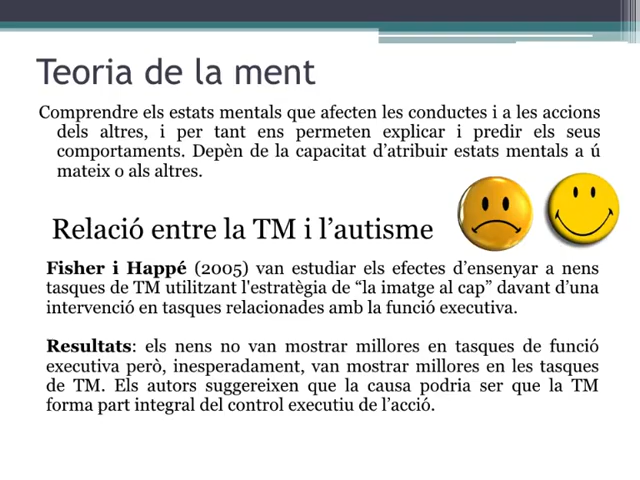 Teoria de la ment
Comprendre els estats mentals que afecten les conductes i a les accions
dels altres, i per tant ens permeten explicar i predir els seus
comportaments. Depèn de la capacitat d’atribuir estats mentals a ú
mateix o als altres.
Relació entre la TM i l’autisme
Fisher i Happé (2005) van estudiar els efectes d’ensenyar a nens
tasques de TM utilitzant l'estratègia de “la imatge al cap” davant d’una
intervenció en tasques relacionades amb la funció executiva.
Resultats: els nens no van mostrar millores en tasques de funció
executiva però, inesperadament, van mostrar millores en les tasques
de TM. Els autors suggereixen que la causa podria ser que la TM
forma part integral del control executiu de l’acció.